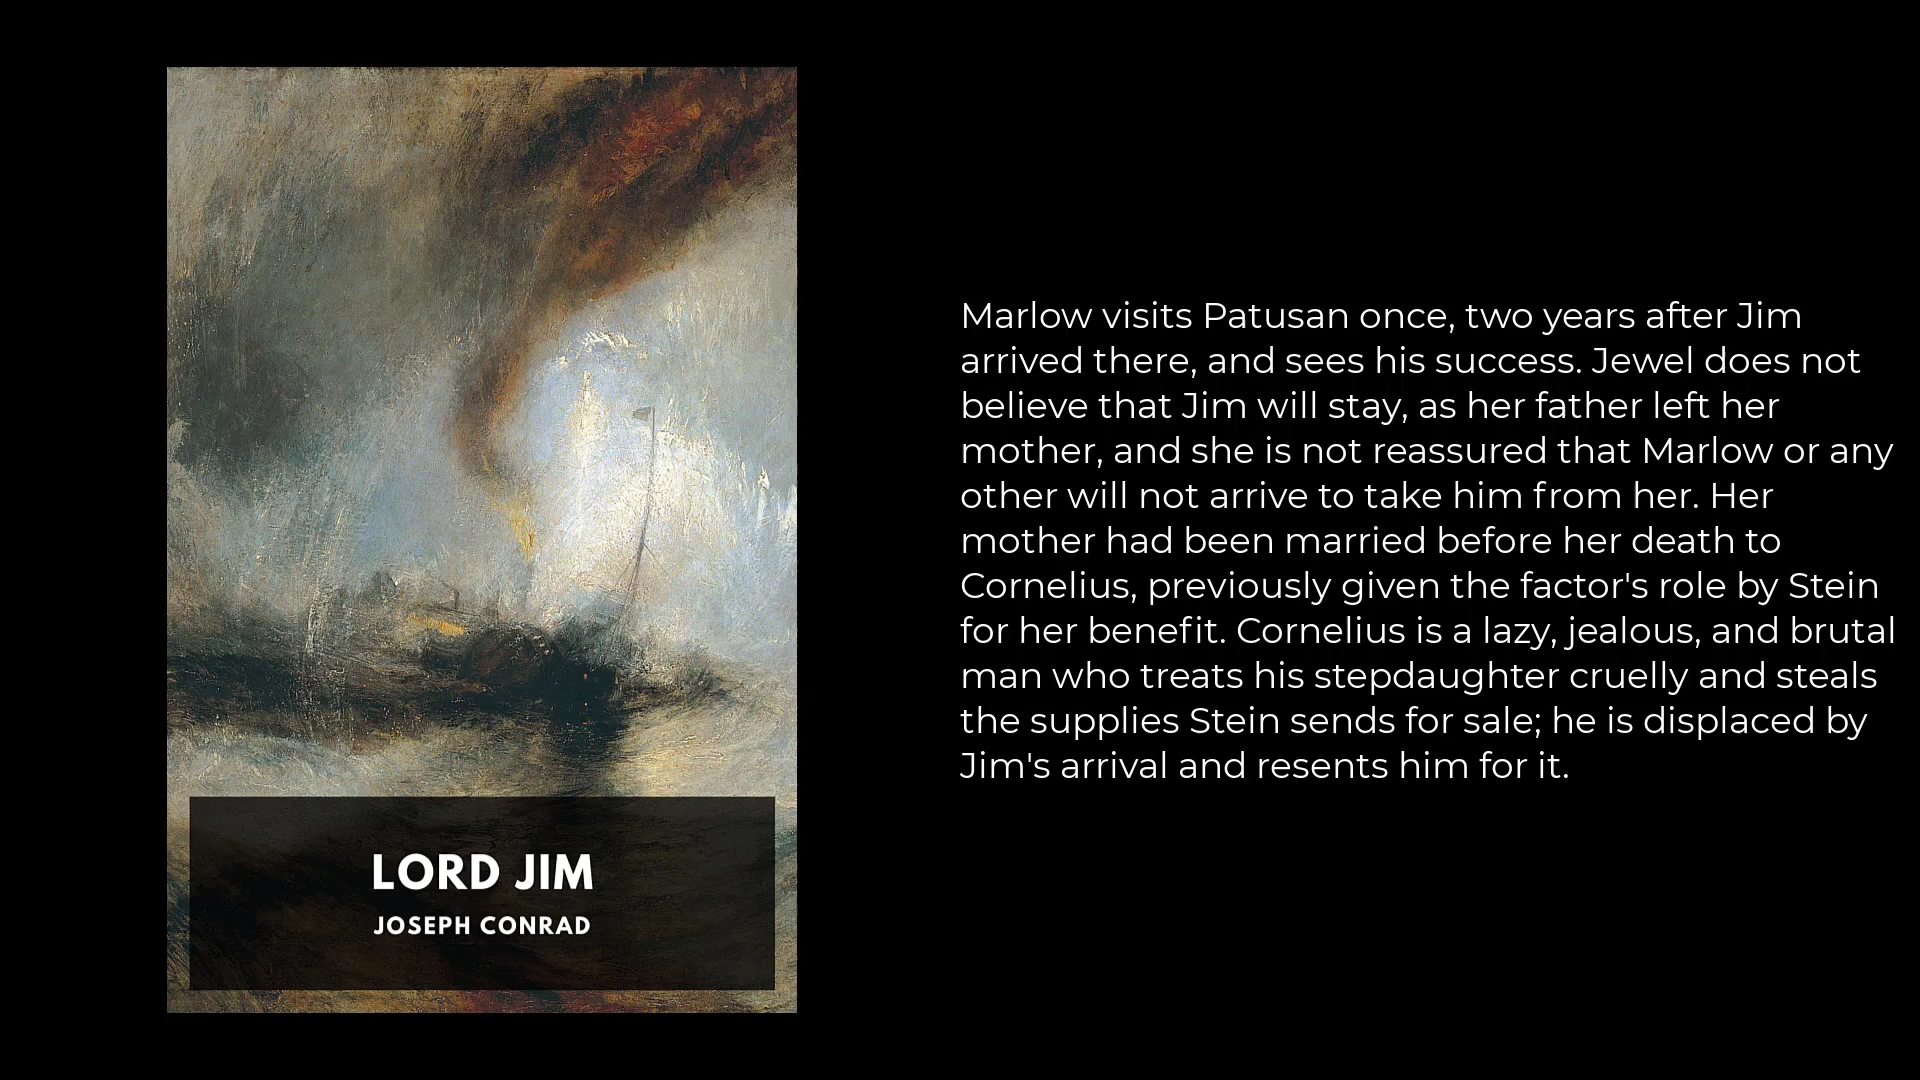 LORD JIM
JOSEPH CONRAD
Marlow visits Patusan once, two years after Jim
arrived there, and sees his success. Jewel does not
believe that Jim will stay, as her father left her
mother, and she is not reassured that Marlow or any
other will not arrive to take him from her. Her
mother had been married before her death to
Cornelius, previously given the factor's role by Stein
for her benefit. Cornelius is a lazy, jealous, and brutal
man who treats his stepdaughter cruelly and steals
the supplies Stein sends for sale; he is displaced by
Jim's arrival and resents him for it.